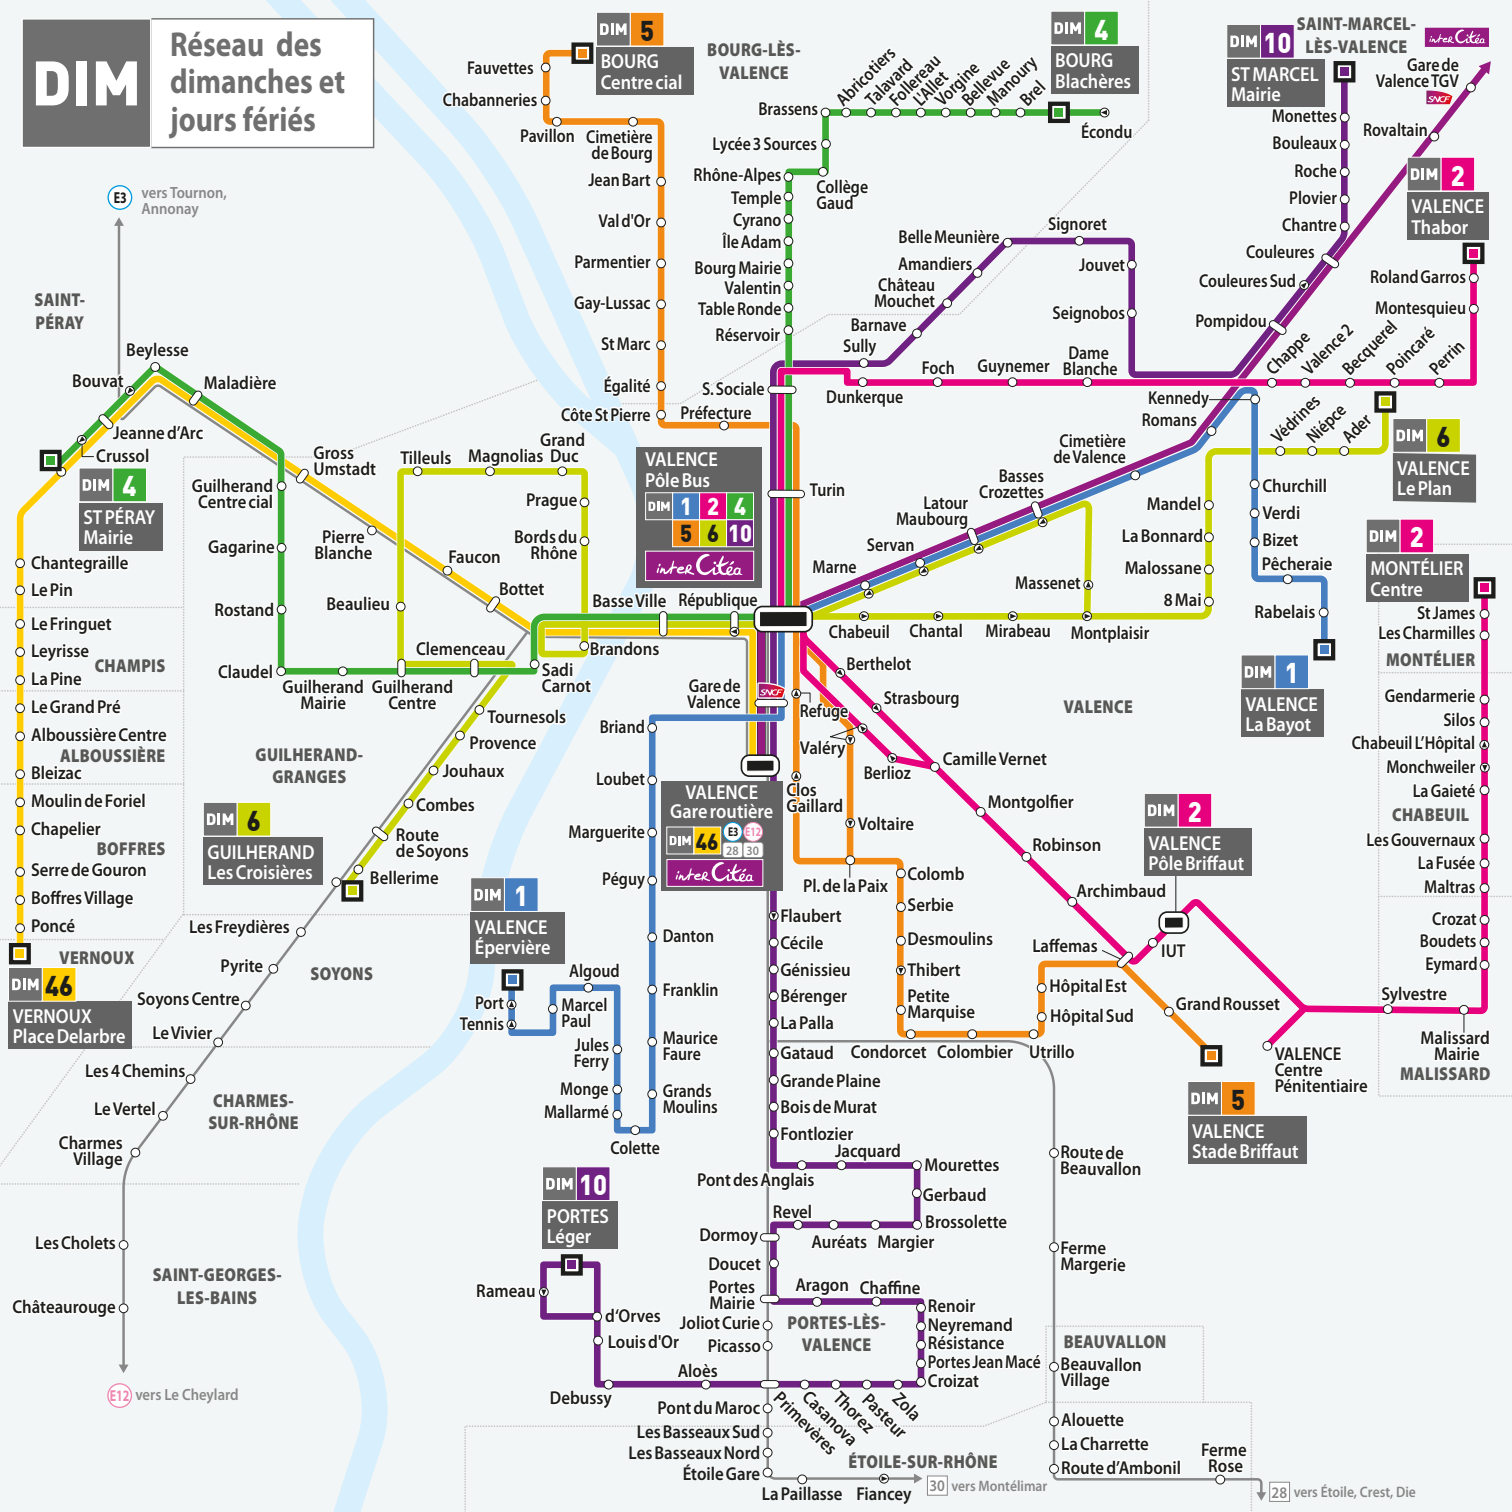 DIM
Réseau des
dimanches et
jours fériés
E3
vers Tournon,
Annonay
SAINT-
PÉRAY
Beylesse
Bouvat
Maladière
Jeanne d'Arc
Crussol
DIM 4
ST PÉRAY
Mairie
Chantegraille
Le Pin
Le Fringuet
Leyrisse
CHAMPIS
La Pine
Le Grand Pré
Alboussière Centre
ALBOUSSIÈRE
Bleizac
Moulin de Foriel
Chapelier
BOFFRES
Serre de Gouron
Boffres Village
Poncé
VERNOUX
DIM 46
VERNOUX
Place Delarbre
Gross
Umstadt
Guilherand
Centre cial
Gagarine
Pierre
Blanche
Faucon
Bottet
Rostand
Claudel
Guilherand
Mairie
Guilherand
Centre
Clemenceau
Sadi
Carnot
Tilleuls
Magnolias
Grand
Duc
Prague
Bords du
Rhône
Beaulieu
Brandons
Basse Ville
République
Tournesols
Provence
Jouhaux
Combes
Route
de Soyons
Bellerime
GUILHERAND-
GRANGES
DIM 6
GUILHERAND
Les Croisières
Les Freydières
Pyrite
SOYONS
Soyons Centre
Le Vivier
Les 4 Chemins
Le Vertel
CHARMES-
SUR-RHÔNE
Charmes
Village
Les Cholets
SAINT-GEORGES-
LES-BAINS
Châteaurouge
E12 vers Le Cheylard
DIM 5
BOURG
Centre cial
Fauvettes
Chabanneries
Pavillon
Cimetière
de Bourg
Jean Bart
Val d'Or
Parmentier
Gay-Lussac
St Marc
Égalité
Côte St Pierre
Préfecture
BOURG-LÈS-
VALENCE
DIM 4
BOURG
Blachères
Brassens
Abricotiers
Talavard
Follereau
L'Allet
Vorgine
Bellevue
Manoury
Brel
Écondu
Lycée 3 Sources
Rhône-Alpes
Collège
Gaud
Temple
Cyrano
Île Adam
Bourg Mairie
Valentin
Table Ronde
Réservoir
S. Sociale
Turin
VALENCE
Pôle Bus
DIM 1 2 4
5 6 10
interCitéa
Belle Meunière
Signoret
Amandiers
Château
Mouchet
Jouvet
Barnave
Seignobos
Sully
Dunkerque
Foch
Guynemer
Dame
Blanche
DIM 10
ST MARCEL
Mairie
SAINT-MARCEL-
LÈS-VALENCE
interCitéa
Gare de
Valence TGV
SNCF
Monettes
Rovaltain
Bouleaux
Roche
Plovier
Chantre
Couleures
Couleures Sud
Pompidou
DIM 2
VALENCE
Thabor
Roland Garros
Montesquieu
Chappe
Valence 2
Becquerel
Poincaré
Perrin
Kennedy
Romans
Védrines
Niépce
Ader
DIM 6
VALENCE
Le Plan
Cimetière
de Valence
Basses
Crozettes
Latour
Maubourg
Servan
Marne
Massenet
Chabeuil
Chantal
Mirabeau
Montplaisir
Mandel
La Bonnard
Malossane
8 Mai
Churchill
Verdi
Bizet
Pêcheraie
Rabelais
DIM 1
VALENCE
La Bayot
DIM 2
MONTÉLIER
Centre
St James
Les Charmilles
MONTÉLIER
Gendarmerie
Silos
Chabeuil L'Hôpital
Monchweiler
La Gaieté
CHABEUIL
Les Gouvernaux
La Fusée
Maltras
Crozat
Boudets
Eymard
Sylvestre
Malissard
Mairie
MALISSARD
VALENCE
Gare de
Valence
SNCF
Briand
Loubet
Marguerite
Péguy
Danton
Franklin
Maurice
Faure
Grands
Moulins
Colette
Mallarmé
Monge
Jules
Ferry
Algoud
Marcel
Paul
Port
Tennis
DIM 1
VALENCE
Épervière
VALENCE
Gare routière
DIM 46 E3 E12
28 30
interCitéa
Berthelot
Strasbourg
Refuge
Valéry
Berlioz
Camille Vernet
Clos
Gaillard
Voltaire
Montgolfier
Robinson
Pl. de la Paix
Archimbaud
Colomb
Serbie
Desmoulins
Thibert
Petite
Marquise
Condorcet
Colombier
Utrillo
Hôpital Sud
Hôpital Est
Laffemas
DIM 2
VALENCE
Pôle Briffaut
IUT
Grand Rousset
VALENCE
Centre
Pénitentiaire
DIM 5
VALENCE
Stade Briffaut
Flaubert
Cécile
Génissieu
Bérenger
La Palla
Gataud
Grande Plaine
Bois de Murat
Fontlozier
Jacquard
Pont des Anglais
Mourettes
Gerbaud
Brossolette
Revel
Auréats
Margier
Dormoy
Doucet
Portes
Mairie
Aragon
Chaffine
Joliot Curie
Picasso
PORTES-LÈS-
VALENCE
Renoir
Neyremand
Résistance
Portes Jean Macé
Croizat
DIM 10
PORTES
Léger
Rameau
d'Orves
Louis d'Or
Debussy
Aloès
Primevères
Casanova
Thorez
Pasteur
Zola
Pont du Maroc
Les Basseaux Sud
Les Basseaux Nord
Étoile Gare
ÉTOILE-SUR-RHÔNE
La Paillasse
Fiancey
30 vers Montélimar
Route de
Beauvallon
Ferme
Margerie
BEAUVALLON
Beauvallon
Village
Alouette
La Charrette
Route d'Ambonil
Ferme
Rose
28 vers Étoile, Crest, Die